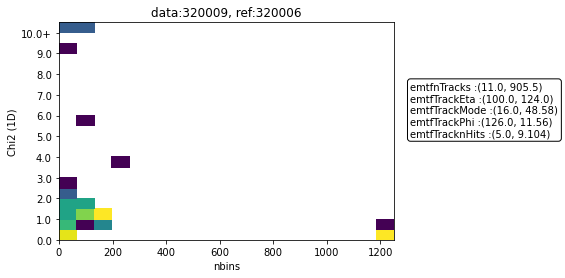 data:320009, ref:320006
10.0+
9.0
8.0
7.0
6.0
5.0
4.0
3.0
2.0
1.0
0.0
Chi2 (1D)
0 200 400 600 800 1000 1200
nbins
emtfnTracks :(11.0, 905.5)
emtfTrackEta :(100.0, 124.0)
emtfTrackMode :(16.0, 48.58)
emtfTrackPhi :(126.0, 11.56)
emtfTracknHits :(5.0, 9.104)